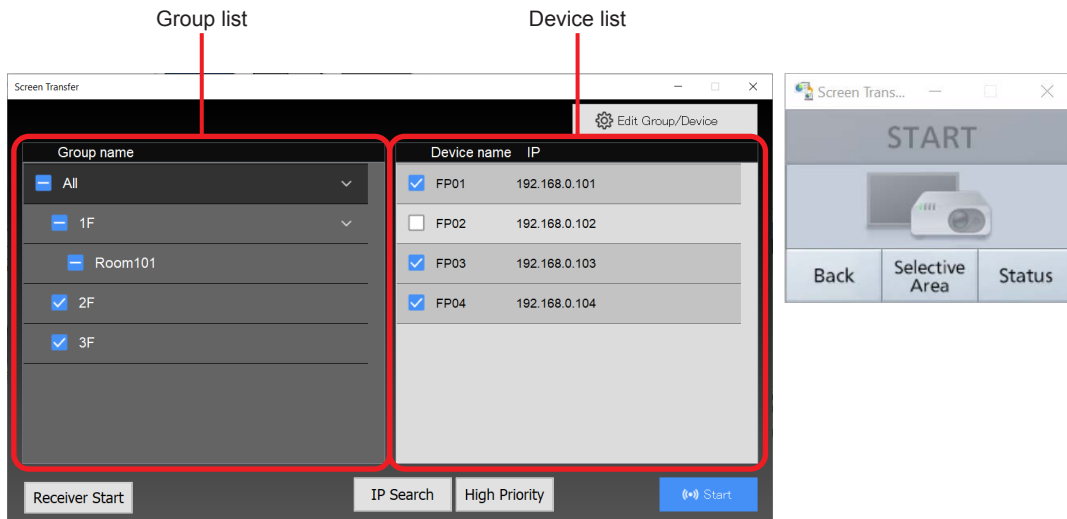 Group list
Device list
Screen Transfer
Edit Group/Device
Group name
Device name IP
All
FP01 192.168.0.101
1F
FP02 192.168.0.102
Room101
FP03 192.168.0.103
2F
FP04 192.168.0.104
3F
Receiver Start
IP Search
High Priority
Start
Screen Trans...
START
Back
Selective
Area
Status